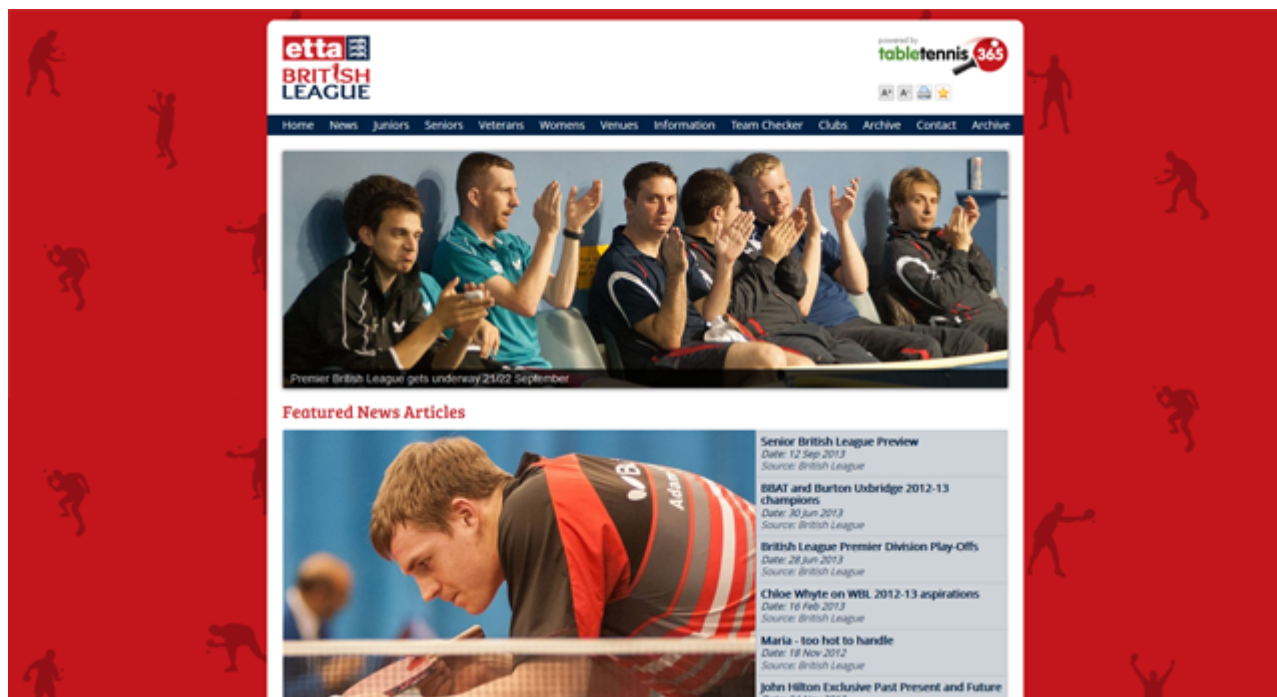 etta
BRITISH
LEAGUE
powered by
tabletennis 365
A+ A-
Home News Juniors Seniors Veterans Womens Venues Information Team Checker Clubs Archive Contact Archive
Premier British League gets underway 21/22 September
Featured News Articles
Adam
Senior British League Preview
Date: 12 Sep 2013
Source: British League
BBAT and Burton Uxbridge 2012-13
champions
Date: 30 Jun 2013
Source: British League
British League Premier Division Play-Offs
Date: 28 Jun 2013
Source: British League
Chloe Whyte on WBL 2012-13 aspirations
Date: 16 Feb 2013
Source: British League
Maria - too hot to handle
Date: 18 Nov 2012
Source: British League
John Hilton Exclusive Past Present and Future